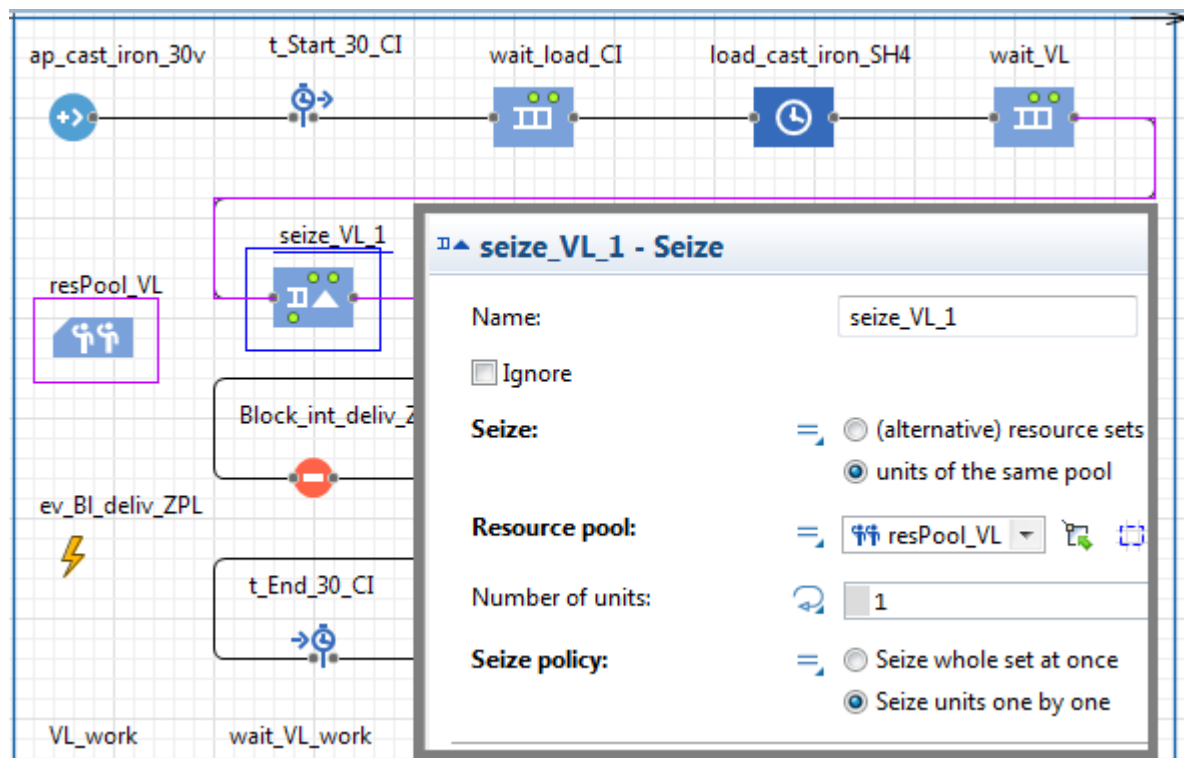 ap_cast_iron_30v
t_Start_30_CI
wait_load_CI
load_cast_iron_SH4
wait_VL
seize_VL_1
resPool_VL
Block_int_deliv_Z
ev_Bl_deliv_ZPL
t_End_30_CI
VL_work
wait_VL_work
seize_VL_1 - Seize
Name:
seize_VL_1
Ignore
Seize:
(alternative) resource sets
units of the same pool
Resource pool:
resPool_VL
Number of units:
1
Seize policy:
Seize whole set at once
Seize units one by one